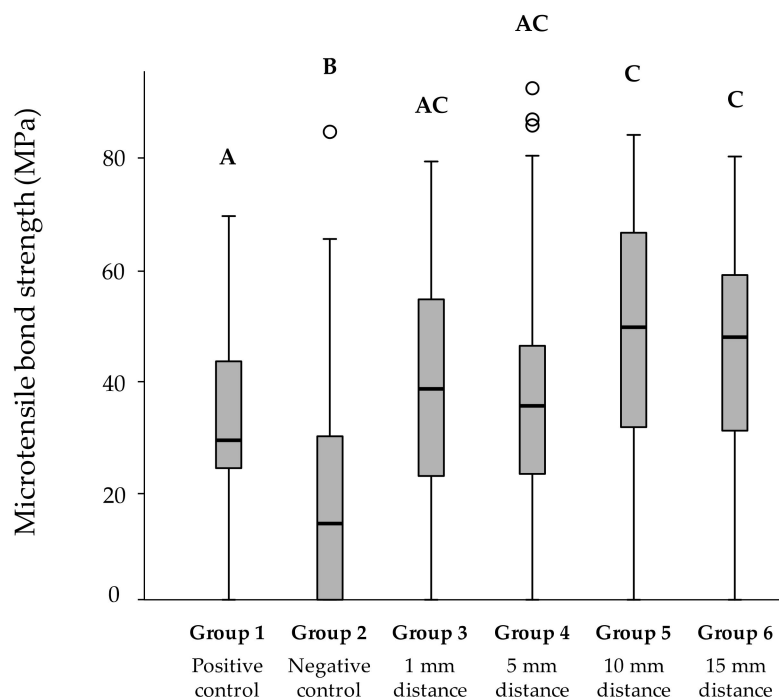 AC
B
C
C
AC
A
Microtensile bond strength (MPa)
80
60
40
20
0
Group 1 Group 2 Group 3 Group 4 Group 5 Group 6
Positive Negative 1 mm 5 mm 10 mm 15 mm
control control distance distance distance distance